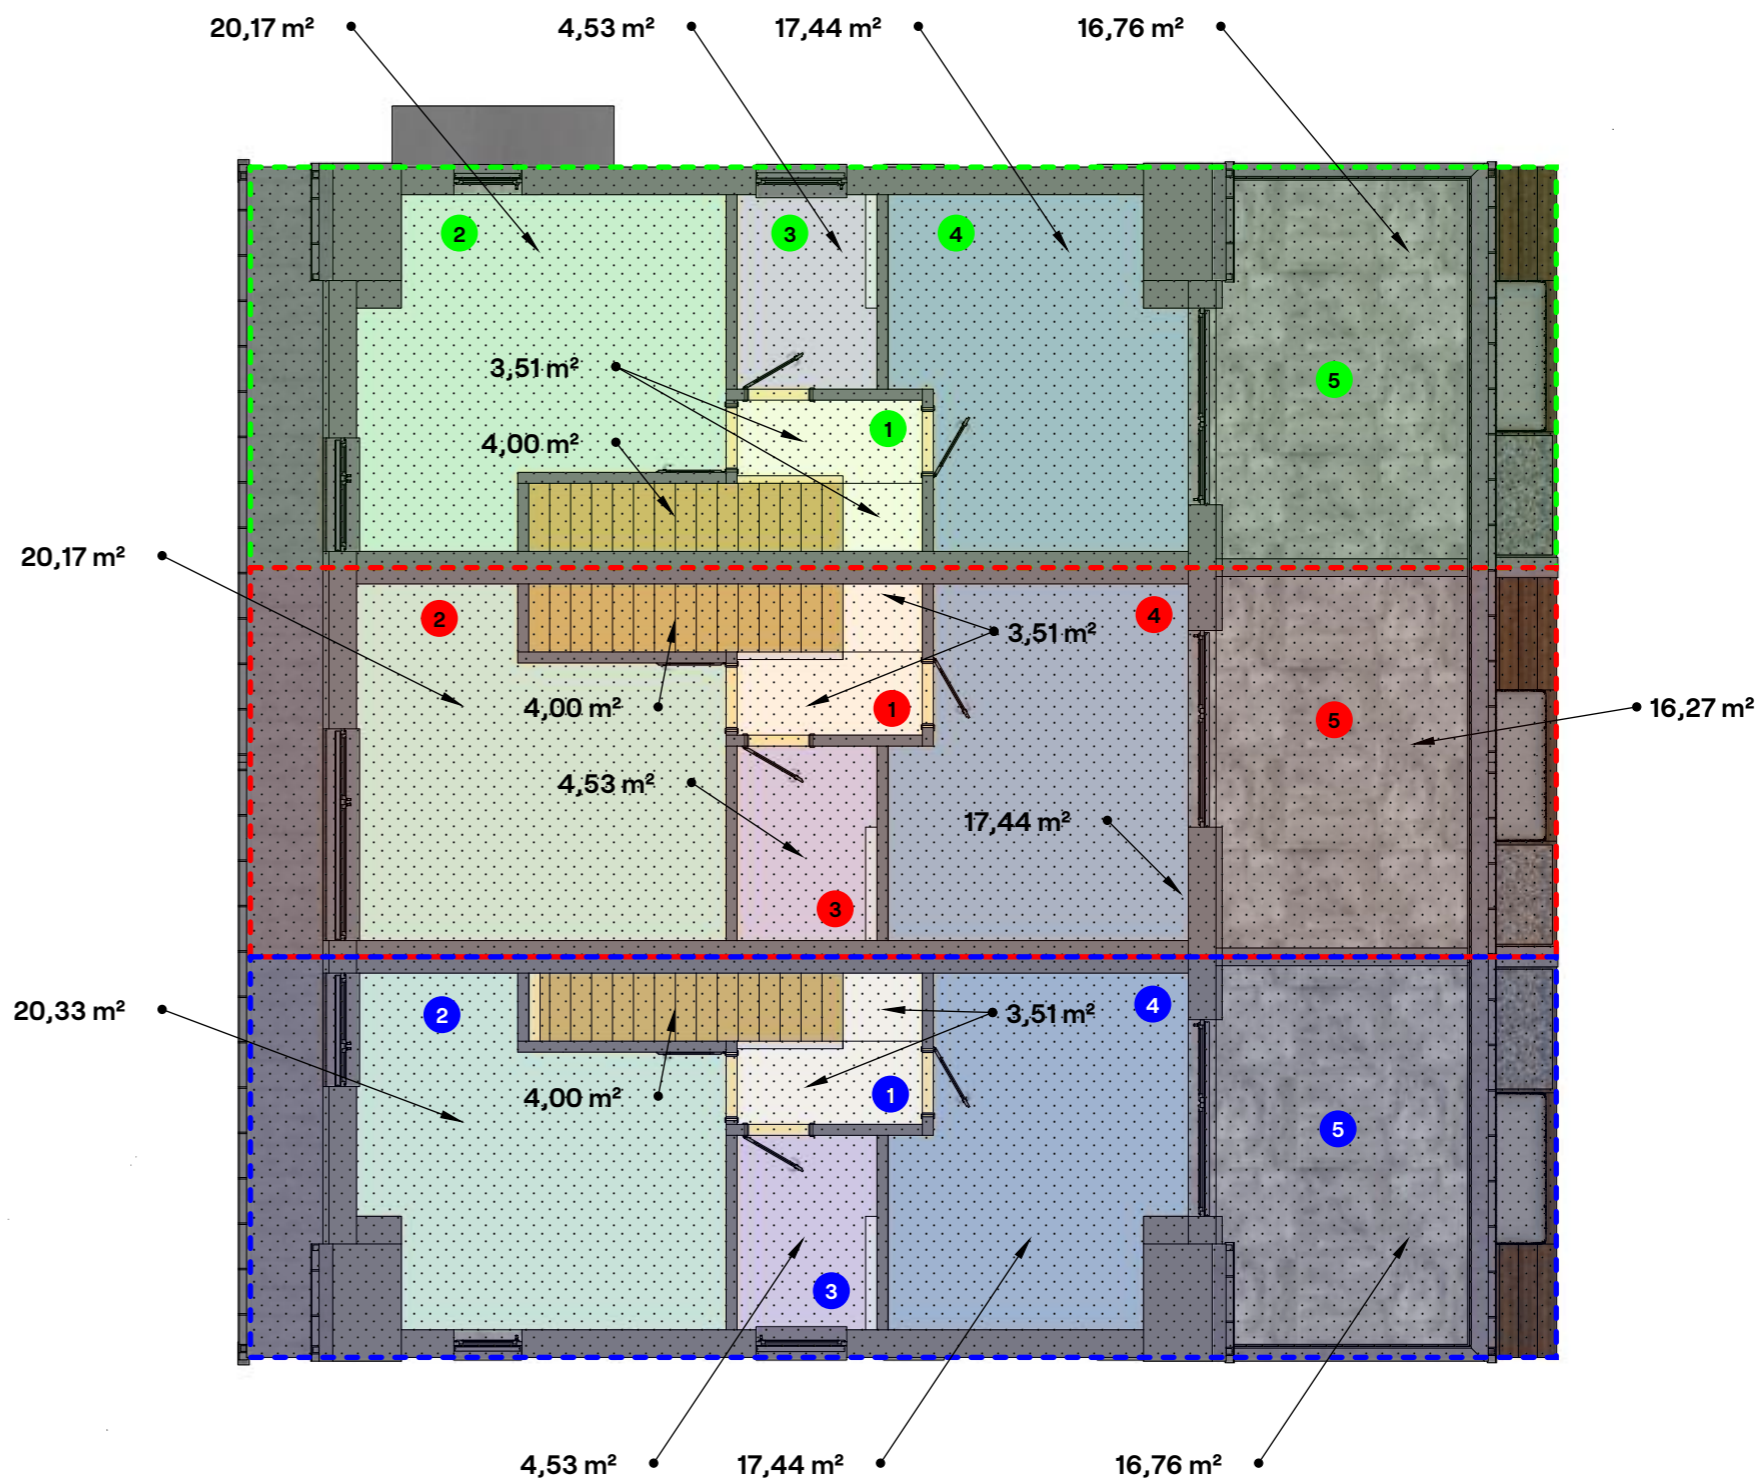 20,17 m²
4,53 m²
17,44 m²
16,76 m²
2
3
4
3,51 m²
5
1
4,00 m²
20,17 m²
2
4
3,51 m²
4,00 m²
1
5
16,27 m²
4,53 m²
17,44 m²
3
20,33 m²
2
4
3,51 m²
4,00 m²
1
5
3
4,53 m²
17,44 m²
16,76 m²